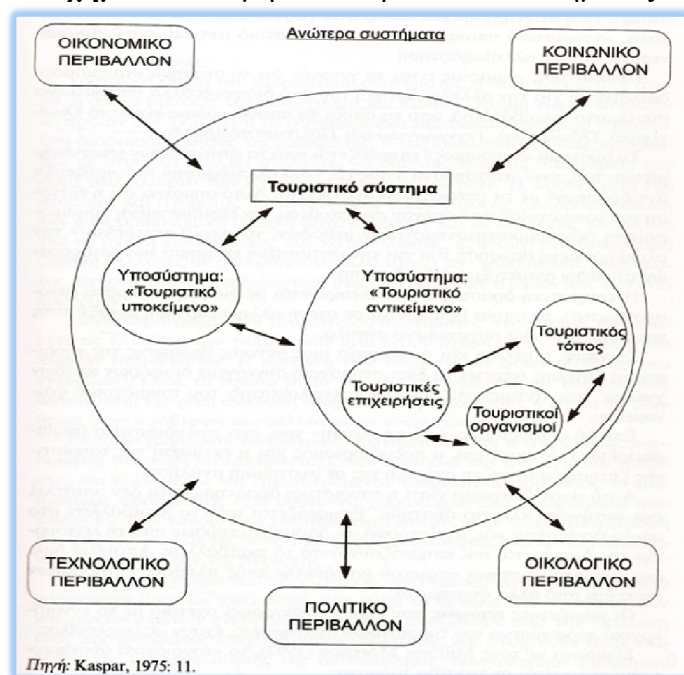 Ανώτερα συστήματα
ΟΙΚΟΝΟΜΙΚΟ
ΠΕΡΙΒΑΛΛΟΝ
ΚΟΙΝΩΝΙΚΟ
ΠΕΡΙΒΑΛΛΟΝ
Τουριστικό σύστημα
Υποσύστημα:
«Τουριστικό
υποκείμενο»
Υποσύστημα:
«Τουριστικό
αντικείμενο»
Τουριστικός
τόπος
Τουριστικές
επιχειρήσεις
Τουριστικοί
οργανισμοί
ΤΕΧΝΟΛΟΓΙΚΟ
ΠΕΡΙΒΑΛΛΟΝ
ΠΟΛΙΤΙΚΟ
ΠΕΡΙΒΑΛΛΟΝ
ΟΙΚΟΛΟΓΙΚΟ
ΠΕΡΙΒΑΛΛΟΝ
Πηγή: Kaspar, 1975: 11.